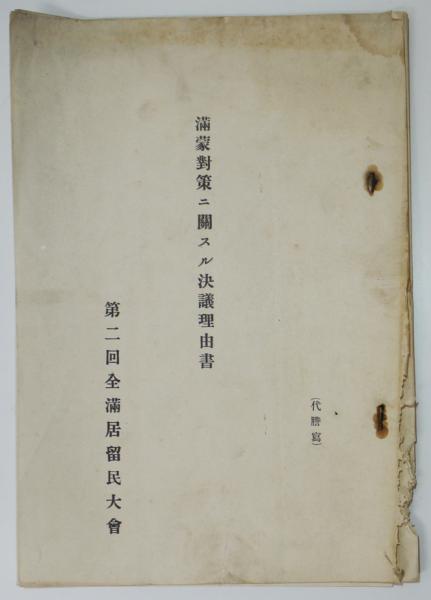 (代謄寫)
滿蒙對策ニ關スル決議理由書
第二回全滿居留民大會